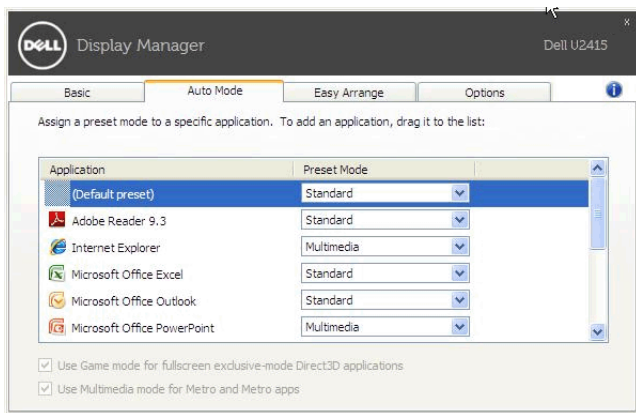 DELL Display Manager Dell U2415
x
Basic Auto Mode Easy Arrange Options i
Assign a preset mode to a specific application. To add an application, drag it to the list:
Application Preset Mode
(Default preset) Standard
Adobe Reader 9.3 Standard
Internet Explorer Multimedia
Microsoft Office Excel Standard
Microsoft Office Outlook Standard
Microsoft Office PowerPoint Multimedia
Use Game mode for fullscreen exclusive-mode Direct3D applications
Use Multimedia mode for Metro and Metro apps